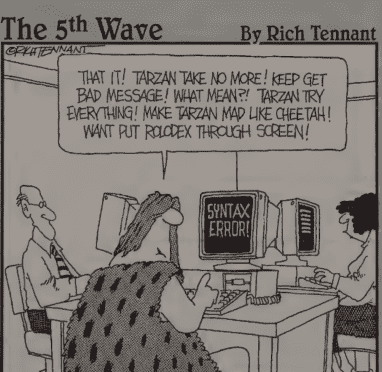 The 5th Wave
By Rich Tennant
©RICHTENNANT
THAT IT! TARZAN TAKE NO MORE! KEEP GET
BAD MESSAGE! WHAT MEAN?! TARZAN TRY
EVERYTHING! MAKE TARZAN MAD LIKE CHEETAH!
WANT PUT ROLODEX THROUGH SCREEN!
SYNTAX
ERROR!